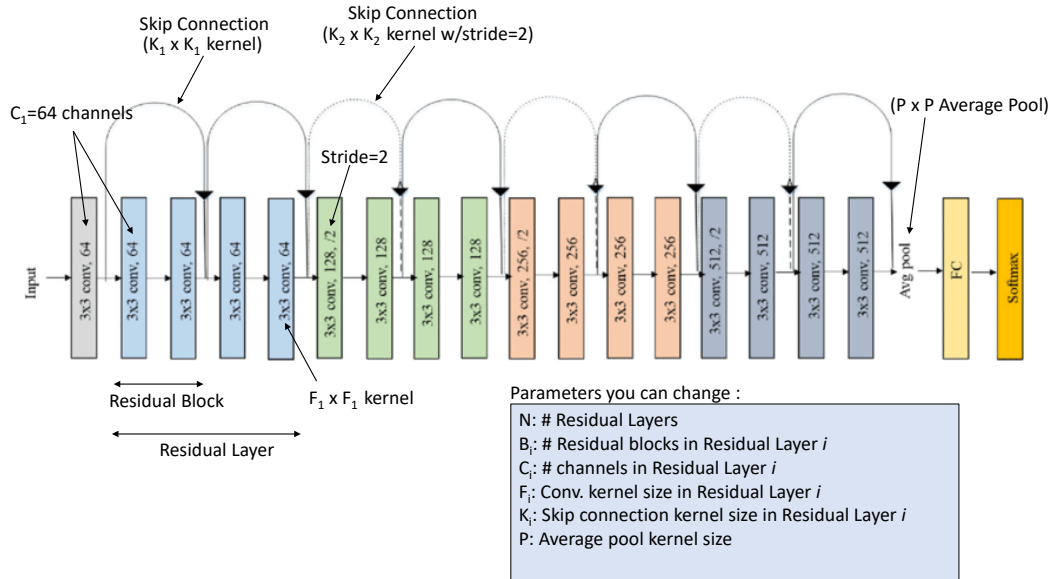 Skip Connection
(K₁ x K₁ kernel)
Skip Connection
(K₂ x K₂ kernel w/stride=2)
C₁=64 channels
(P x P Average Pool)
Stride=2
Input
3x3 conv, 64
3x3 conv, 64
3x3 conv, 64
3x3 conv, 64
3x3 conv, 64
3x3 conv, 128, /2
3x3 conv, 128
3x3 conv, 128
3x3 conv, 128
3x3 conv, 256, /2
3x3 conv, 256
3x3 conv, 256
3x3 conv, 256
3x3 conv, 512, /2
3x3 conv, 512
3x3 conv, 512
3x3 conv, 512
Avg pool
FC
Softmax
Residual Block
F₁ x F₁ kernel
Residual Layer
Parameters you can change :
N: # Residual Layers
Bᵢ: # Residual blocks in Residual Layer i
Cᵢ: # channels in Residual Layer i
Fᵢ: Conv. kernel size in Residual Layer i
Kᵢ: Skip connection kernel size in Residual Layer i
P: Average pool kernel size